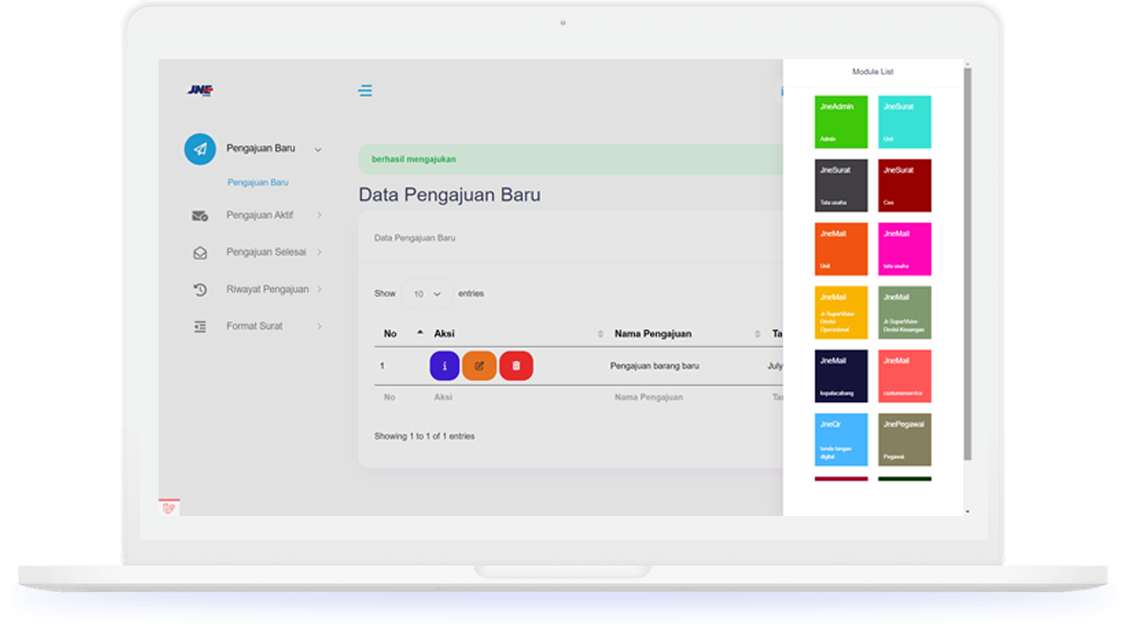 JNE
Pengajuan Baru
Pengajuan Baru
Pengajuan Aktif
Pengajuan Selesai
Riwayat Pengajuan
Format Surat
berhasil mengajukan
Data Pengajuan Baru
Data Pengajuan Baru
Show 10 entries
No Aksi Nama Pengajuan Ta
1 i Pengajuan barang baru July
No Aksi Nama Pengajuan Ta
Showing 1 to 1 of 1 entries
Module List
JneAdmin
Admin
JneSurat
Unit
JneSurat
Tata usaha
JneSurat
Ceo
JneMail
Unit
JneMail
tata usaha
JneMail
Jr-SuperVisior-
Devisi-
Operasional
JneMail
Jr-SuperVisior-
Devisi-Keuangan
JneMail
kepalacabang
JneMail
costumerservice
JneQr
tanda tangan
digital
JnePegawai
Pegawai